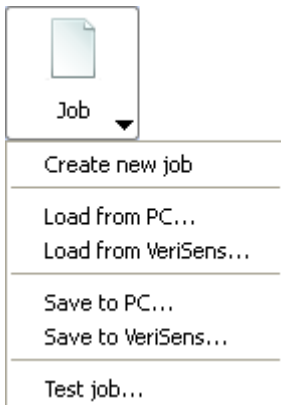 Job
Create new job
Load from PC...
Load from VeriSens...
Save to PC...
Save to VeriSens...
Test job...